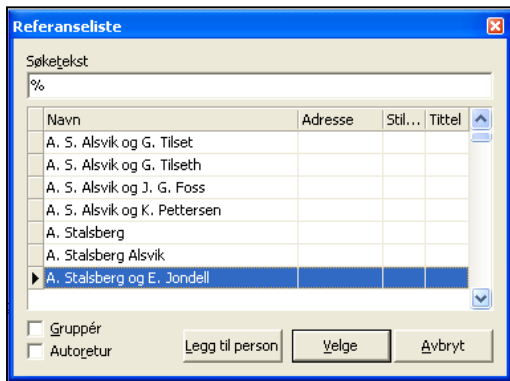 Referanseliste
Søketekst
%
Navn Adresse Stil... Tittel
A. S. Alsvik og G. Tilset
A. S. Alsvik og G. Tilseth
A. S. Alsvik og J. G. Foss
A. S. Alsvik og K. Pettersen
A. Stalsberg
A. Stalsberg Alsvik
A. Stalsberg og E. Jondell
Gruppér
Autoretur
Legg til person Velge Avbryt